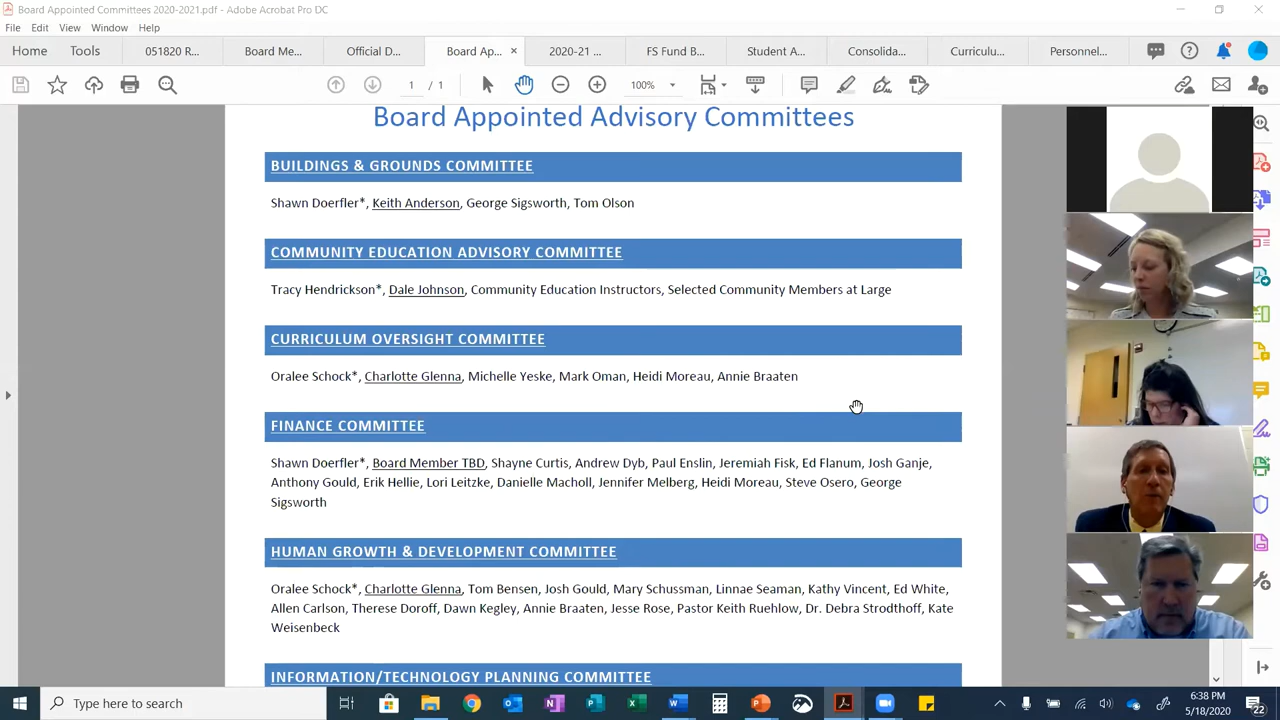 Board Appointed Committees 2020-2021.pdf - Adobe Acrobat Pro DC
File Edit View Window Help
Home Tools 051820 R... Board Me... Official D... Board Ap... × 2020-21 ... FS Fund B... Student A... Consolida... Curriculu... Personnel...
1 / 1 100%
Board Appointed Advisory Committees
BUILDINGS & GROUNDS COMMITTEE
Shawn Doerfler*, Keith Anderson, George Sigsworth, Tom Olson
COMMUNITY EDUCATION ADVISORY COMMITTEE
Tracy Hendrickson*, Dale Johnson, Community Education Instructors, Selected Community Members at Large
CURRICULUM OVERSIGHT COMMITTEE
Oralee Schock*, Charlotte Glenna, Michelle Yeske, Mark Oman, Heidi Moreau, Annie Braaten
FINANCE COMMITTEE
Shawn Doerfler*, Board Member TBD, Shayne Curtis, Andrew Dyb, Paul Enslin, Jeremiah Fisk, Ed Flanum, Josh Ganje,
Anthony Gould, Erik Hellie, Lori Leitzke, Danielle Macholl, Jennifer Melberg, Heidi Moreau, Steve Osero, George
Sigsworth
HUMAN GROWTH & DEVELOPMENT COMMITTEE
Oralee Schock*, Charlotte Glenna, Tom Bensen, Josh Gould, Mary Schussman, Linnae Seaman, Kathy Vincent, Ed White,
Allen Carlson, Therese Doroff, Dawn Kegley, Annie Braaten, Jesse Rose, Pastor Keith Ruehlow, Dr. Debra Strodthoff, Kate
Weisenbeck
INFORMATION/TECHNOLOGY PLANNING COMMITTEE
Type here to search
6:38 PM
5/18/2020
22